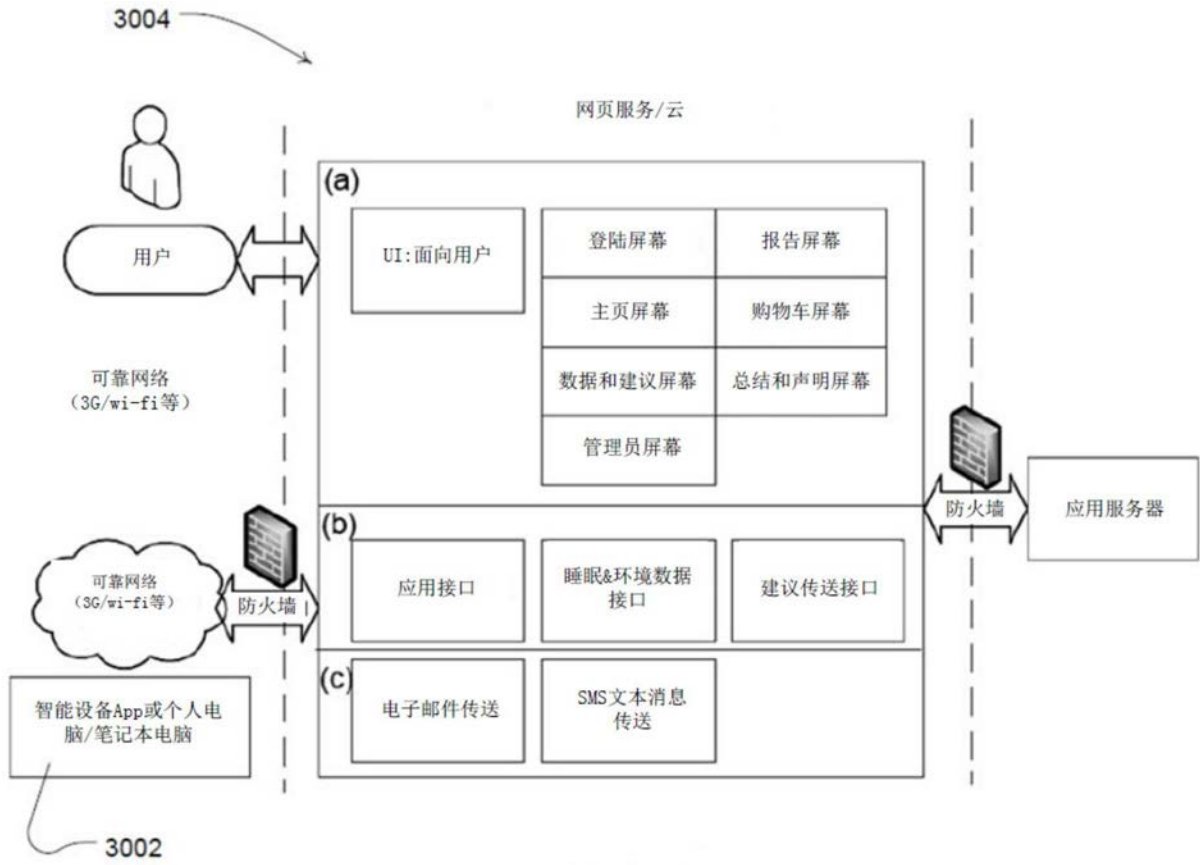 3004
网页服务/云
(a)
用户
UI:面向用户
登陆屏幕
报告屏幕
主页屏幕
购物车屏幕
数据和建议屏幕
总结和声明屏幕
管理员屏幕
可靠网络
(3G/wi-fi等)
防火墙
应用服务器
(b)
可靠网络
(3G/wi-fi等)
防火墙
应用接口
睡眠&环境数据
接口
建议传送接口
(c)
电子邮件传送
SMS文本消息
传送
智能设备App或个人电
脑/笔记本电脑
3002